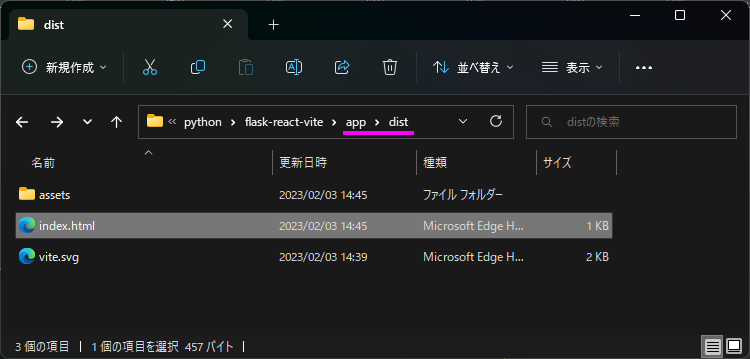 dist
新規作成
並べ替え
表示
python flask-react-vite app dist
distの検索
名前 更新日時 種類 サイズ
assets 2023/02/03 14:45 ファイル フォルダー
index.html 2023/02/03 14:45 Microsoft Edge H... 1 KB
vite.svg 2023/02/03 14:39 Microsoft Edge H... 2 KB
3 個の項目 1 個の項目を選択 457 バイト